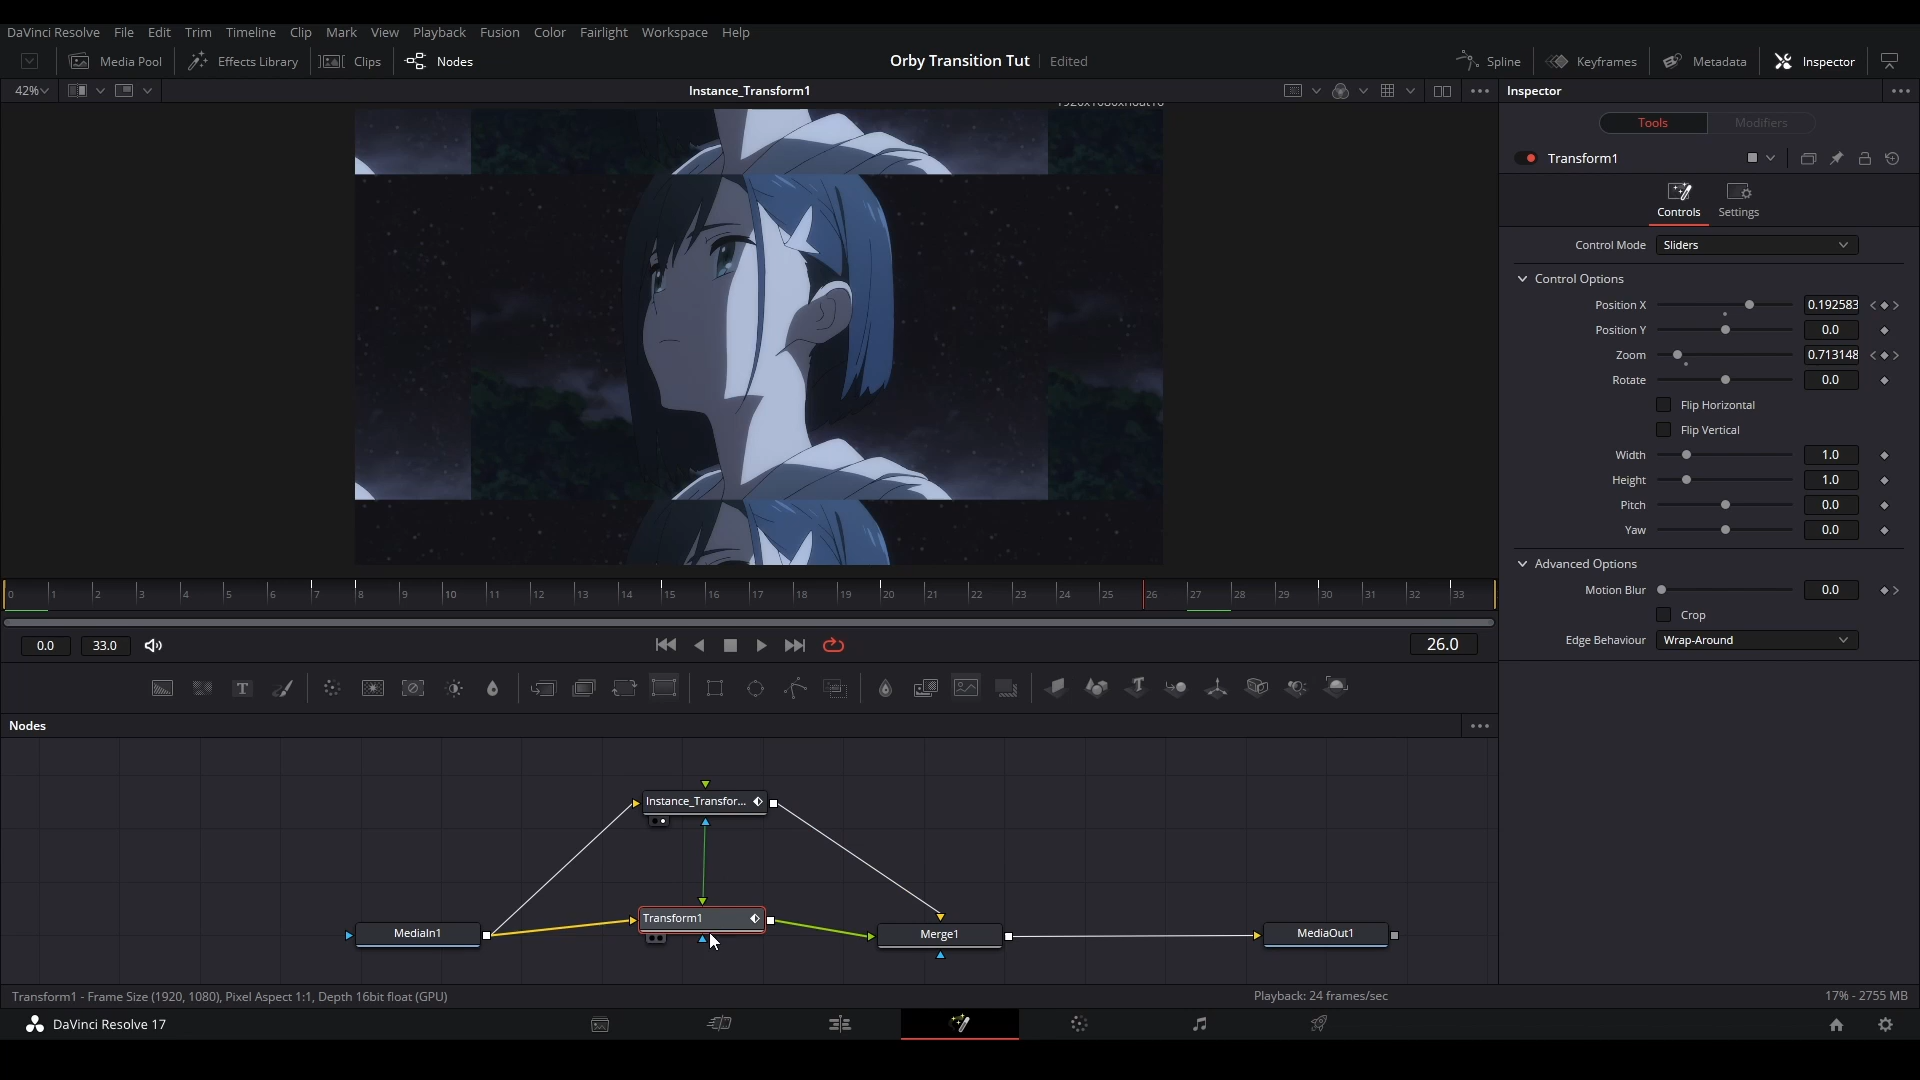 DaVinci Resolve File Edit Trim Timeline Clip Mark View Playback Fusion Color Fairlight Workspace Help
Media Pool Effects Library Clips Nodes Orby Transition Tut Edited Spline Keyframes Metadata Inspector
42% Instance_Transform1 Inspector
Tools Modifiers
Transform1
Controls Settings
Control Mode Sliders
Control Options
Position X 0.192583
Position Y 0.0
Zoom 0.713148
Rotate 0.0
Flip Horizontal
Flip Vertical
Width 1.0
Height 1.0
Pitch 0.0
Yaw 0.0
Advanced Options
Motion Blur 0.0
Crop
Edge Behaviour Wrap-Around
0 1 2 3 4 5 6 7 8 9 10 11 12 13 14 15 16 17 18 19 20 21 22 23 24 25 26 27 28 29 30 31 32 33
0.0 33.0 26.0
Nodes
Instance_Transfor...
Transform1
MediaIn1 Merge1 MediaOut1
Transform1 - Frame Size (1920, 1080), Pixel Aspect 1:1, Depth 16bit float (GPU) Playback: 24 frames/sec 17% - 2755 MB
DaVinci Resolve 17